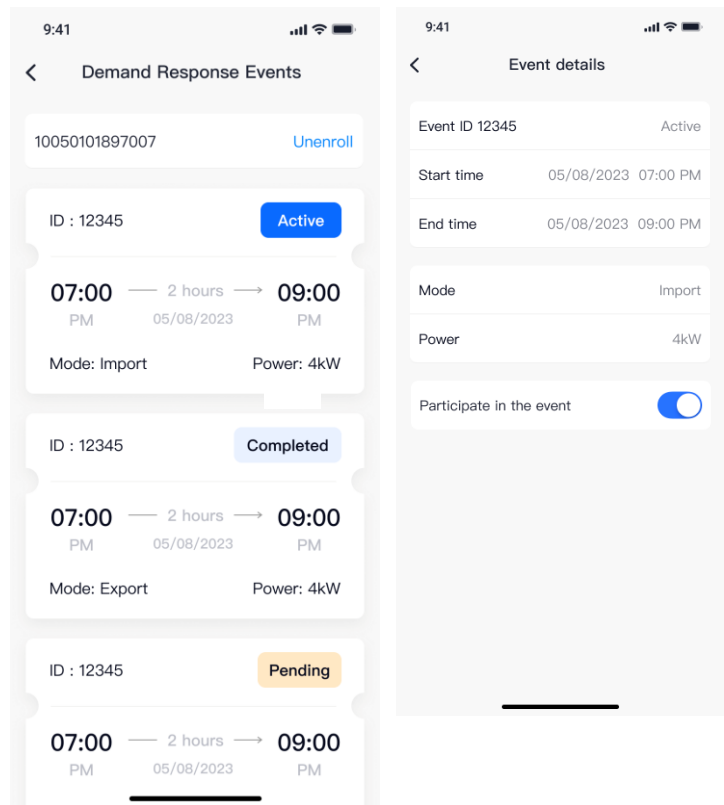 9:41
Demand Response Events
10050101897007 Unenroll
ID : 12345 Active
07:00 2 hours 09:00
PM 05/08/2023 PM
Mode: Import Power: 4kW
ID : 12345 Completed
07:00 2 hours 09:00
PM 05/08/2023 PM
Mode: Export Power: 4kW
ID : 12345 Pending
07:00 2 hours 09:00
PM 05/08/2023 PM
9:41
Event details
Event ID 12345 Active
Start time 05/08/2023 07:00 PM
End time 05/08/2023 09:00 PM
Mode Import
Power 4kW
Participate in the event